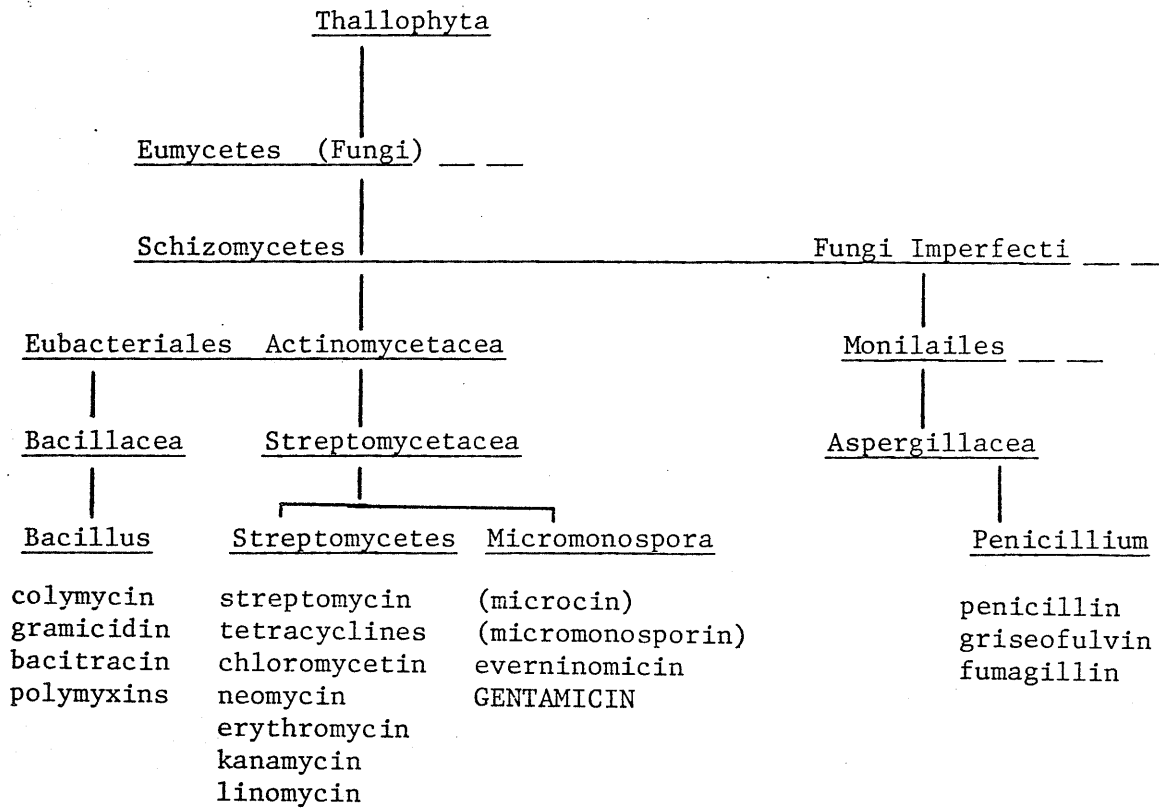 Thallophyta
Eumycetes (Fungi)
Schizomycetes Fungi Imperfecti
Eubacteriales Actinomycetacea Monilailes
Bacillacea Streptomycetacea Aspergillacea
Bacillus Streptomycetes Micromonospora Penicillium
colymycin streptomycin (microcin) penicillin
gramicidin tetracyclines (micromonosporin) griseofulvin
bacitracin chloromycetin everninomicin fumagillin
polymyxins neomycin GENTAMICIN
erythromycin
kanamycin
linomycin